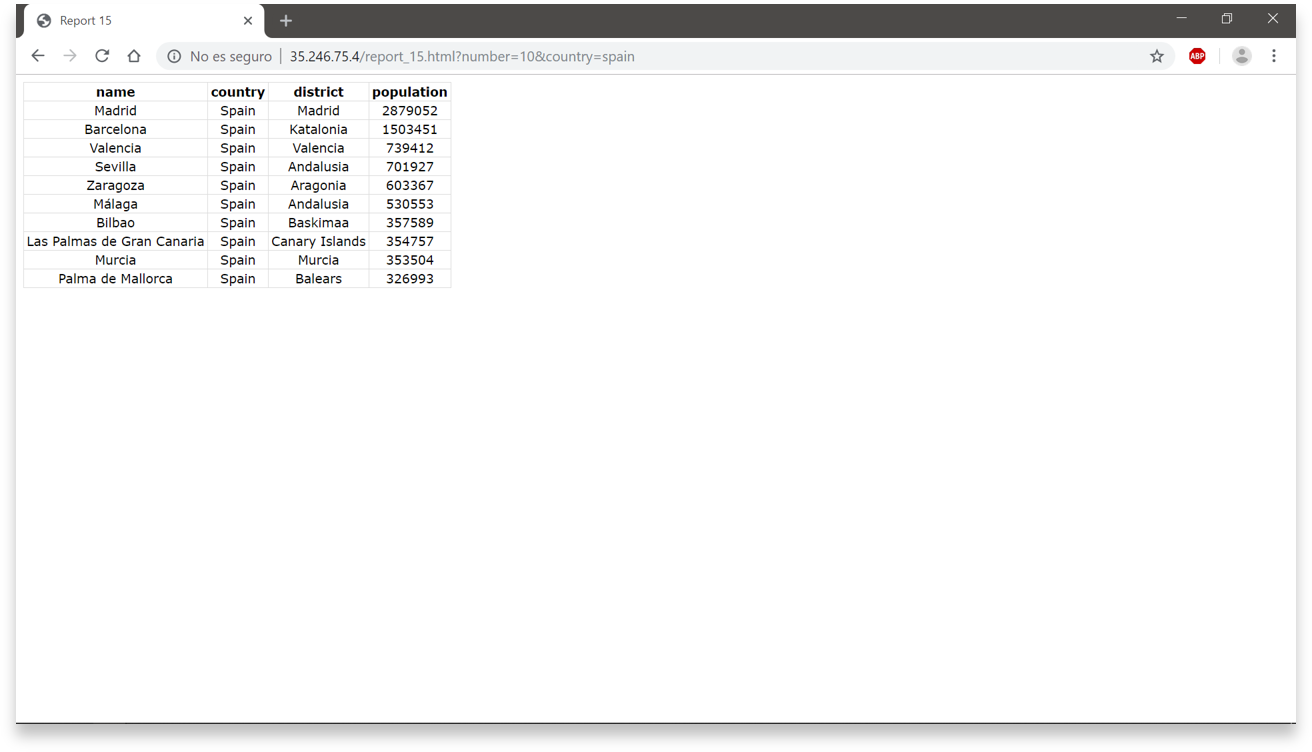 Report 15
No es seguro | 35.246.75.4/report_15.html?number=10&country=spain
ABP
name country district population
Madrid Spain Madrid 2879052
Barcelona Spain Katalonia 1503451
Valencia Spain Valencia 739412
Sevilla Spain Andalusia 701927
Zaragoza Spain Aragonia 603367
Málaga Spain Andalusia 530553
Bilbao Spain Baskimaa 357589
Las Palmas de Gran Canaria Spain Canary Islands 354757
Murcia Spain Murcia 353504
Palma de Mallorca Spain Balears 326993